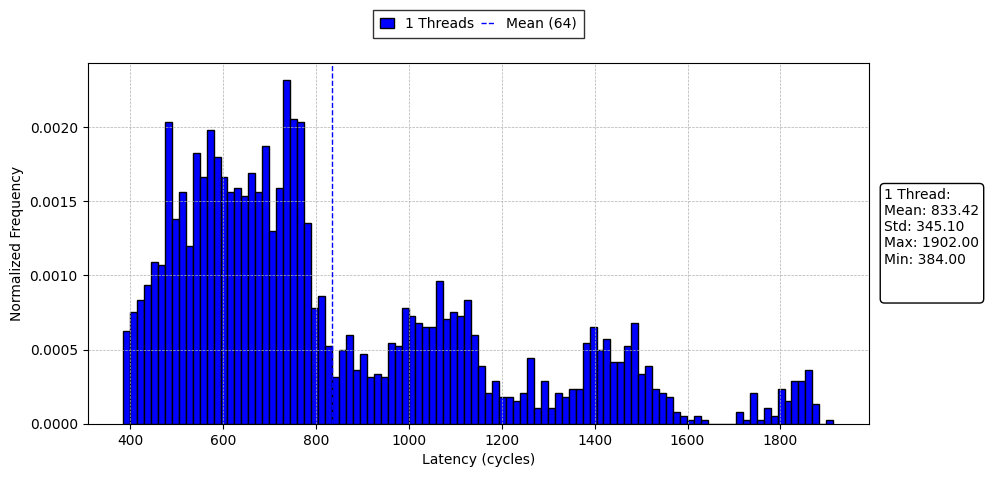 1 Threads
Mean (64)
Normalized Frequency
0.0020
0.0015
0.0010
0.0005
0.0000
400
600
800
1000
1200
1400
1600
1800
Latency (cycles)
1 Thread:
Mean: 833.42
Std: 345.10
Max: 1902.00
Min: 384.00